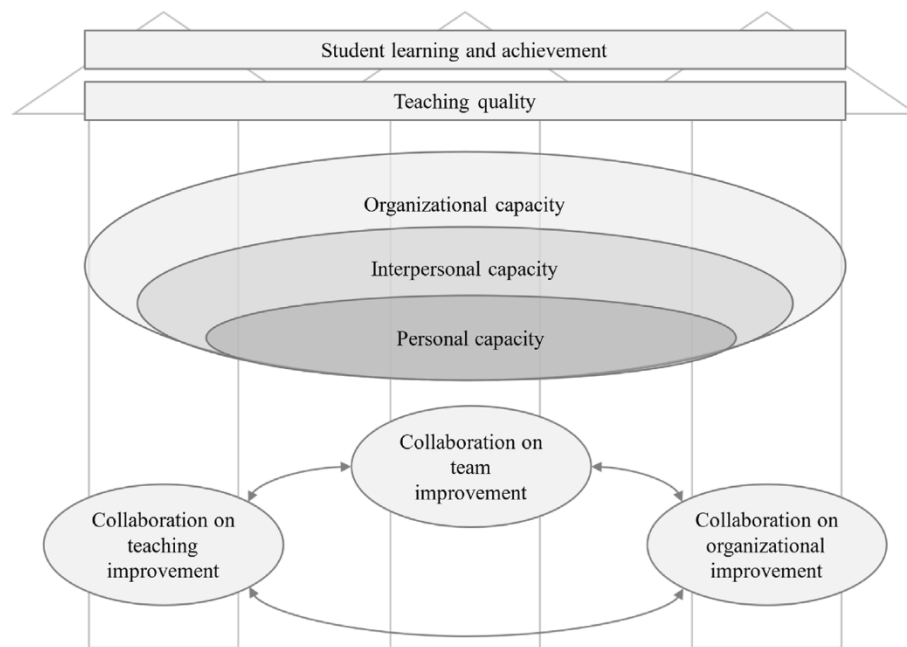 Student learning and achievement
Teaching quality
Organizational capacity
Interpersonal capacity
Personal capacity
Collaboration on
team
improvement
Collaboration on
teaching
improvement
Collaboration on
organizational
improvement